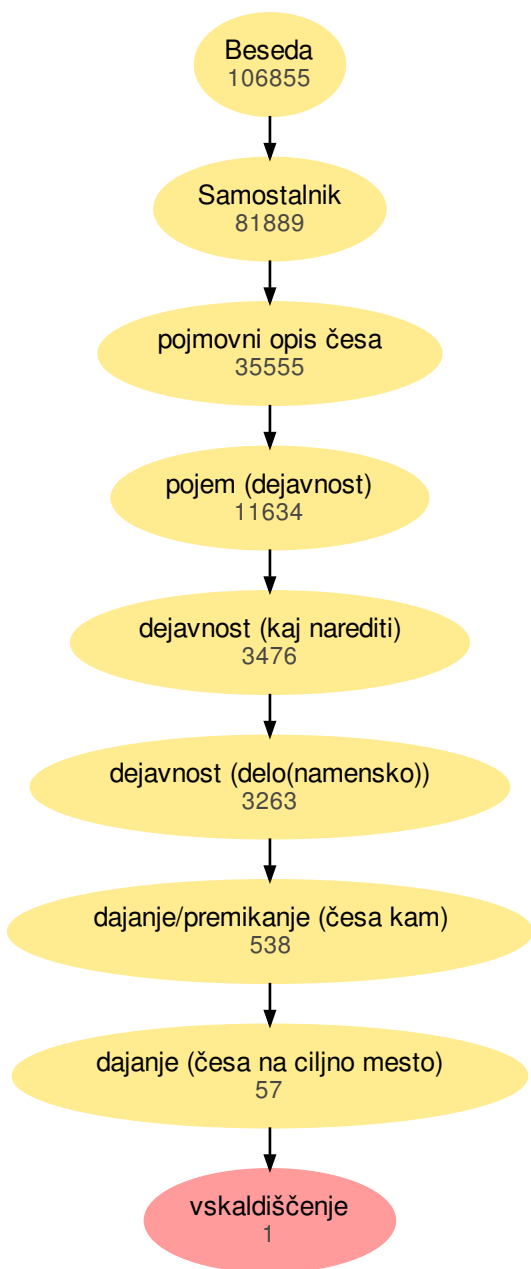 Beseda
106855
Samostalnik
81889
pojmovni opis česa
35555
pojem (dejavnost)
11634
dejavnost (kaj narediti)
3476
dejavnost (delo(namensko))
3263
dajanje/premikanje (česa kam)
538
dajanje (česa na ciljno mesto)
57
vskaldiščenje
1